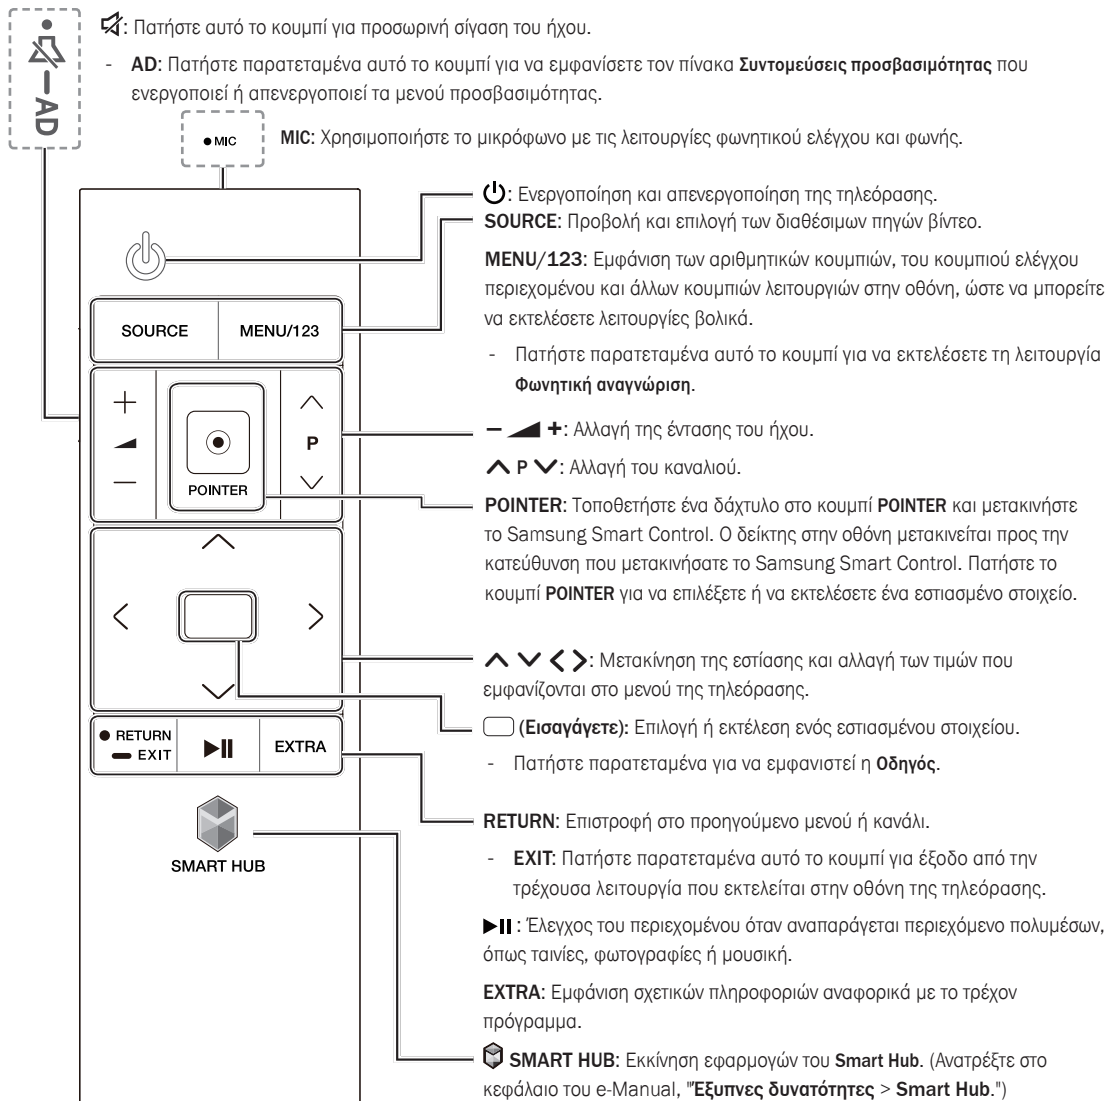 : Πατήστε αυτό το κουμπί για προσωρινή σίγαση του ήχου.
- AD: Πατήστε παρατεταμένα αυτό το κουμπί για να εμφανίσετε τον πίνακα Συντομεύσεις προσβασιμότητας που
ενεργοποιεί ή απενεργοποιεί τα μενού προσβασιμότητας.
AD
MIC
MIC: Χρησιμοποιήστε το μικρόφωνο με τις λειτουργίες φωνητικού ελέγχου και φωνής.
: Ενεργοποίηση και απενεργοποίηση της τηλεόρασης.
SOURCE: Προβολή και επιλογή των διαθέσιμων πηγών βίντεο.
MENU/123: Εμφάνιση των αριθμητικών κουμπιών, του κουμπιού ελέγχου
περιεχομένου και άλλων κουμπιών λειτουργιών στην οθόνη, ώστε να μπορείτε
να εκτελέσετε λειτουργίες βολικά.
- Πατήστε παρατεταμένα αυτό το κουμπί για να εκτελέσετε τη λειτουργία
Φωνητική αναγνώριση.
SOURCE
MENU/123
+
P
—
POINTER
− +: Αλλαγή της έντασης του ήχου.
P : Αλλαγή του καναλιού.
POINTER: Τοποθετήστε ένα δάχτυλο στο κουμπί POINTER και μετακινήστε
το Samsung Smart Control. Ο δείκτης στην οθόνη μετακινείται προς την
κατεύθυνση που μετακινήσατε το Samsung Smart Control. Πατήστε το
κουμπί POINTER για να επιλέξετε ή να εκτελέσετε ένα εστιασμένο στοιχείο.
: Μετακίνηση της εστίασης και αλλαγή των τιμών που
εμφανίζονται στο μενού της τηλεόρασης.
(Εισαγάγετε): Επιλογή ή εκτέλεση ενός εστιασμένου στοιχείου.
- Πατήστε παρατεταμένα για να εμφανιστεί η Οδηγός.
RETURN
EXIT
EXTRA
SMART HUB
RETURN: Επιστροφή στο προηγούμενο μενού ή κανάλι.
- EXIT: Πατήστε παρατεταμένα αυτό το κουμπί για έξοδο από την
τρέχουσα λειτουργία που εκτελείται στην οθόνη της τηλεόρασης.
: Έλεγχος του περιεχομένου όταν αναπαράγεται περιεχόμενο πολυμέσων,
όπως ταινίες, φωτογραφίες ή μουσική.
EXTRA: Εμφάνιση σχετικών πληροφοριών αναφορικά με το τρέχον
πρόγραμμα.
SMART HUB: Εκκίνηση εφαρμογών του Smart Hub. (Ανατρέξτε στο
κεφάλαιο του e-Manual, "Έξυπνες δυνατότητες > Smart Hub.")